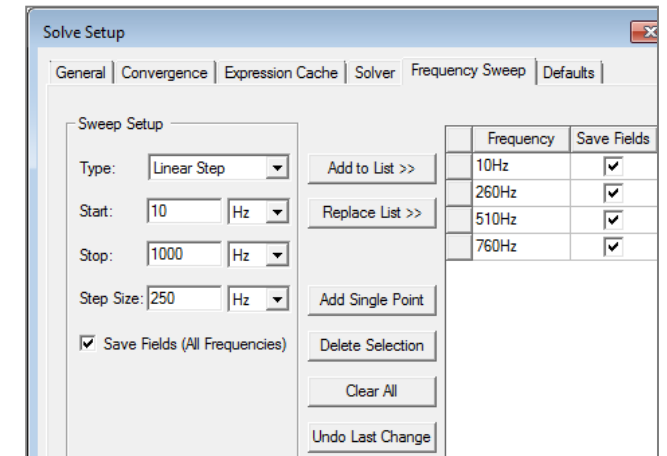 Solve Setup
General Convergence Expression Cache Solver Frequency Sweep Defaults
Sweep Setup
Type: Linear Step
Start: 10 Hz
Stop: 1000 Hz
Step Size: 250 Hz
Save Fields (All Frequencies)
Add to List >>
Replace List >>
Add Single Point
Delete Selection
Clear All
Undo Last Change
Frequency Save Fields
10Hz
260Hz
510Hz
760Hz